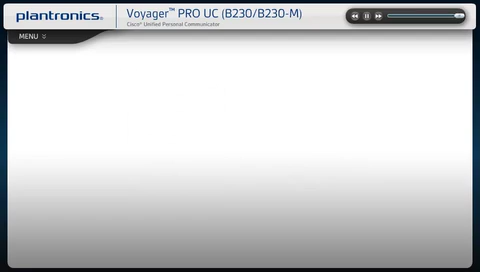 plantronics®
Voyager™ PRO UC (B230/B230-M)
Cisco® Unified Personal Communicator
MENU